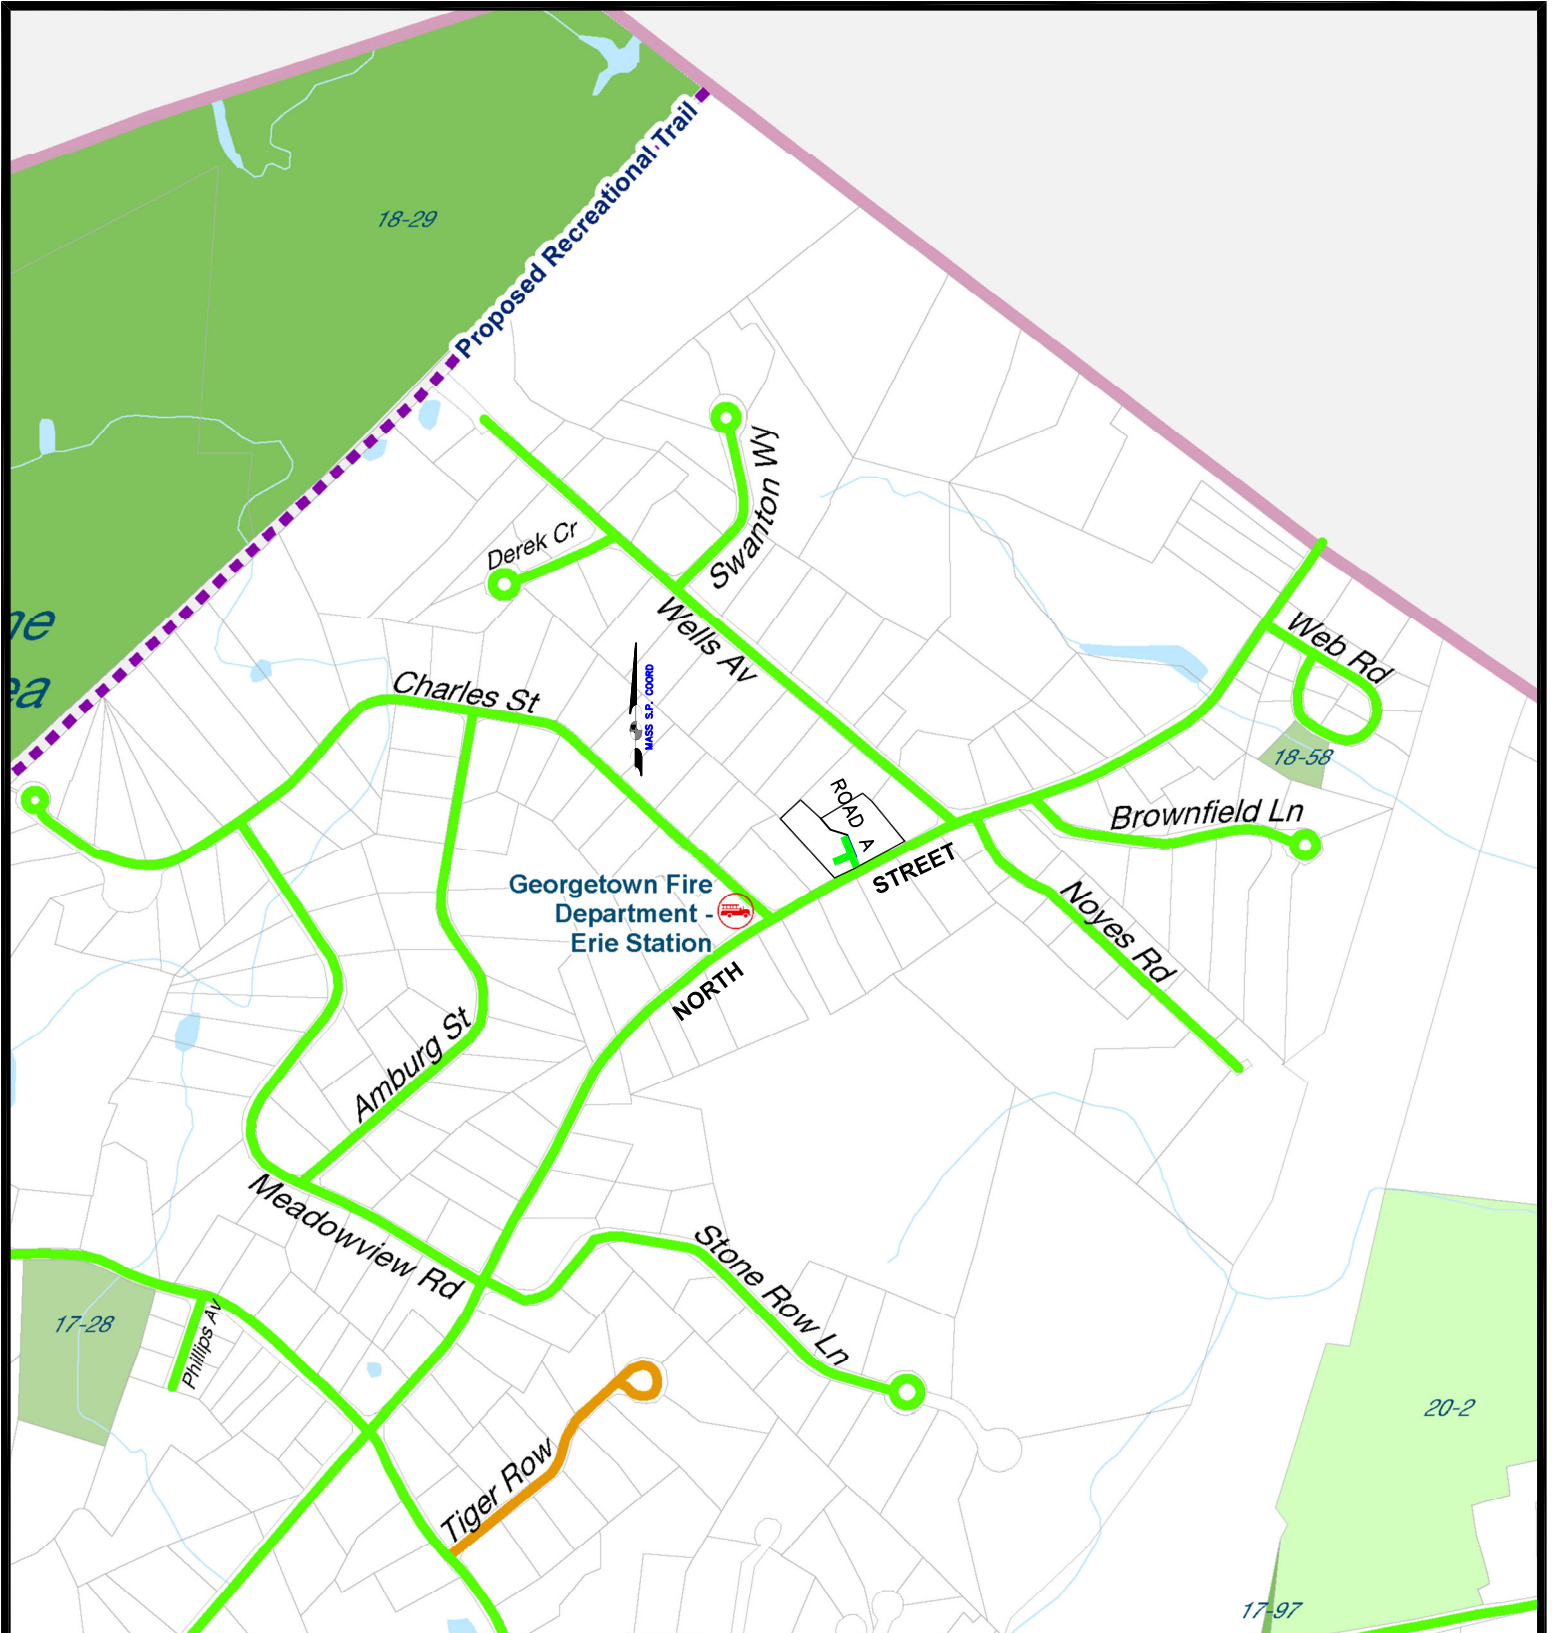 Proposed Recreational Trail
18-29
Swanton Wy
Derek Cr
Wells Av
ne
ea
Web Rd
Charles St
MASS S.P. COORD
18-58
ROAD A
Brownfield Ln
STREET
Georgetown Fire
Department -
Erie Station
Noyes Rd
NORTH
Amburg St
Meadowview Rd
Stone Row Ln
17-28
Phillips Av
20-2
Tiger Row
17-97